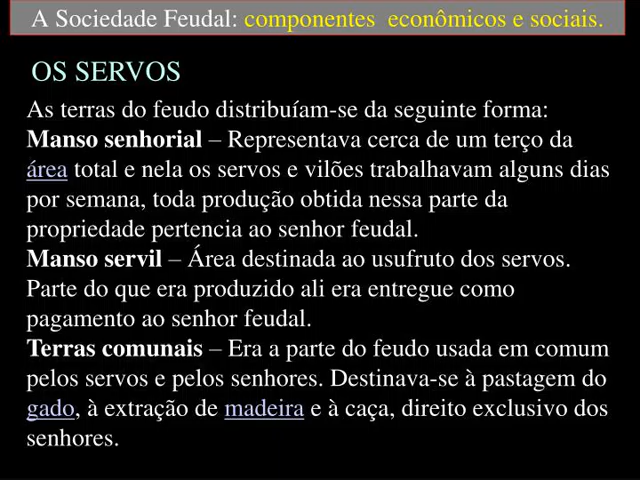 A Sociedade Feudal: componentes  econômicos e sociais.
OS SERVOS
As terras do feudo distribuíam-se da seguinte forma:
Manso senhorial – Representava cerca de um terço da
área total e nela os servos e vilões trabalhavam alguns dias
por semana, toda produção obtida nessa parte da
propriedade pertencia ao senhor feudal.
Manso servil – Área destinada ao usufruto dos servos.
Parte do que era produzido ali era entregue como
pagamento ao senhor feudal.
Terras comunais – Era a parte do feudo usada em comum
pelos servos e pelos senhores. Destinava-se à pastagem do
gado, à extração de madeira e à caça, direito exclusivo dos
senhores.